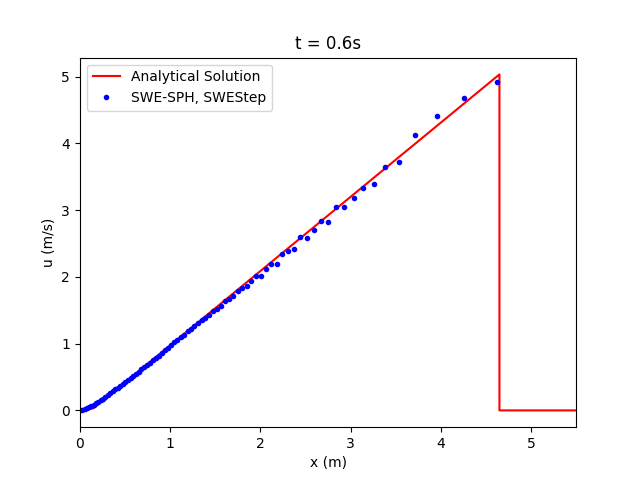 t = 0.6s
Analytical Solution
SWE-SPH, SWEStep
u (m/s)
5
4
3
2
1
0
0 1 2 3 4 5
x (m)